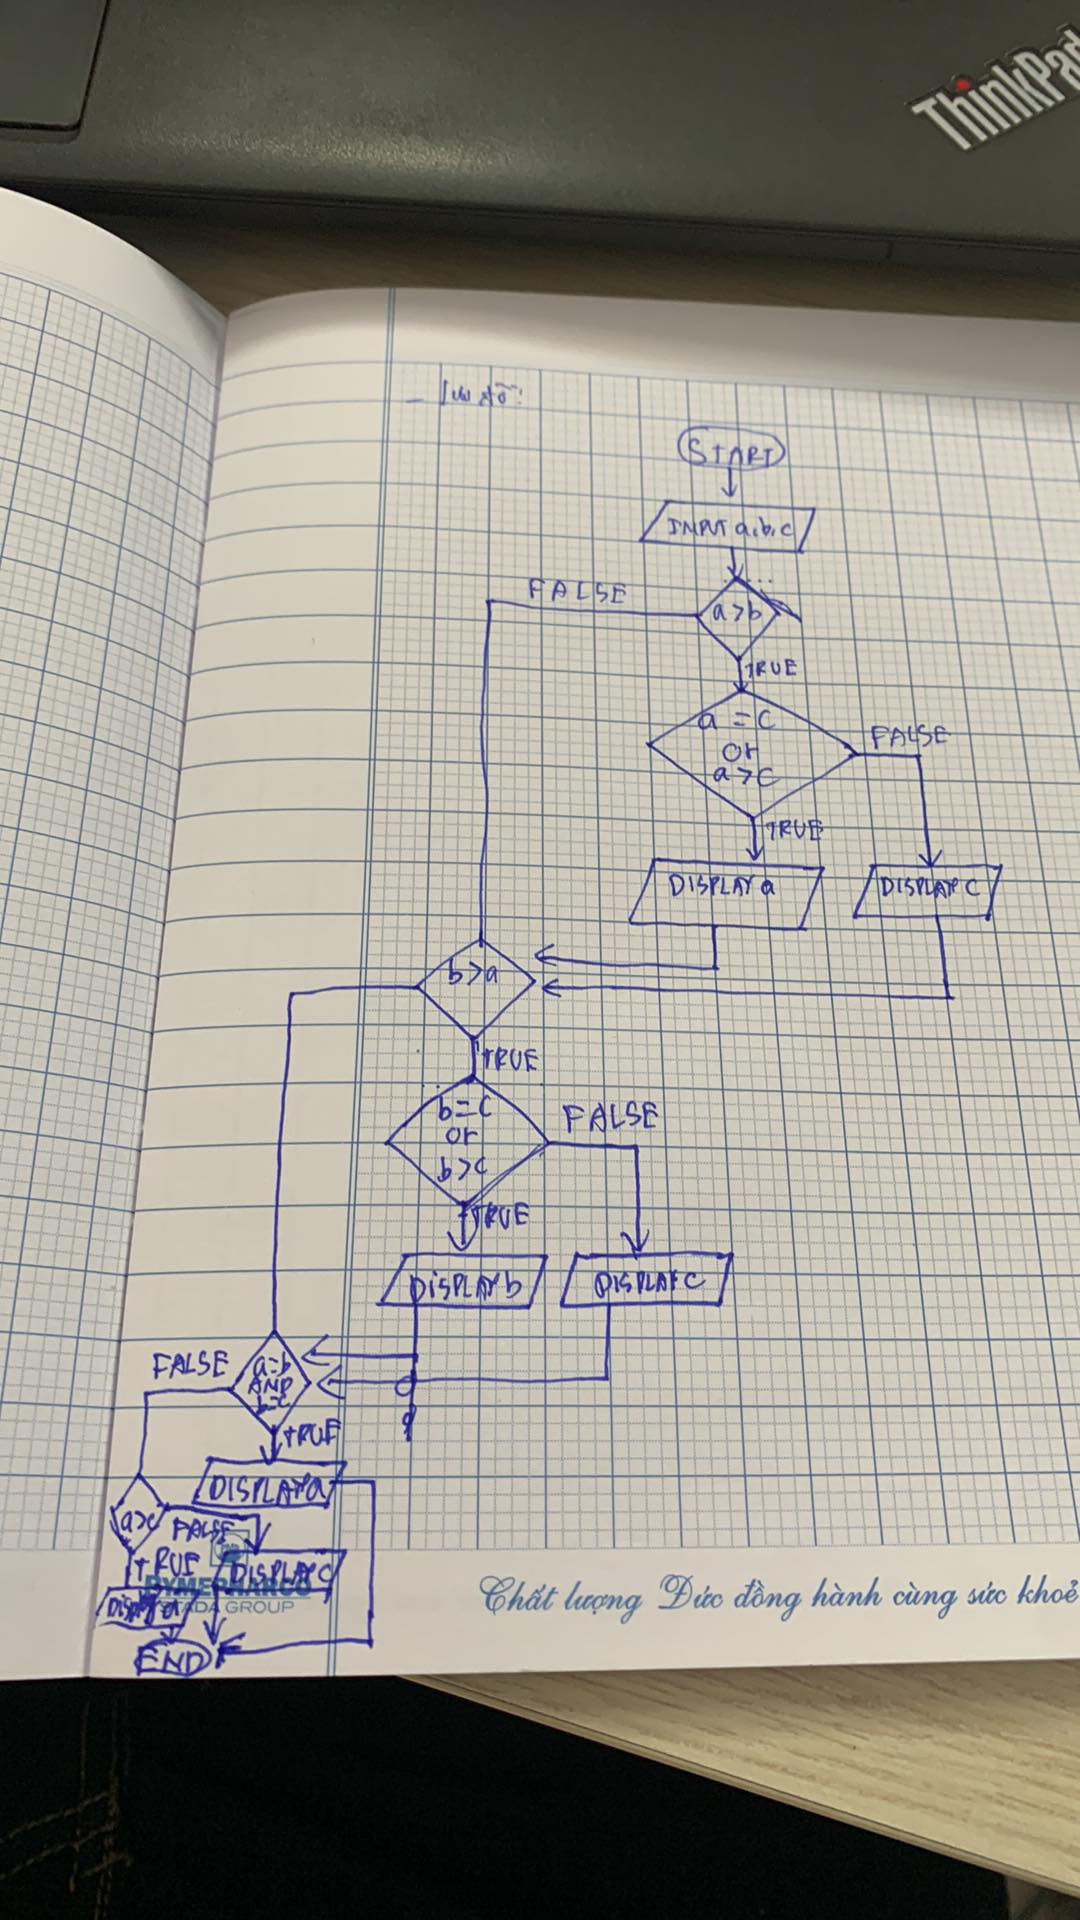 ThinkPad
_ lưu đồ:
START
INPUT a,b,c
FALSE
a>b
TRUE
a = c
or
a>c
FALSE
TRUE
DISPLAY a
DISPLAY c
b>a
TRUE
b=c
or
b>c
FALSE
TRUE
DISPLAY b
DISPLAY c
FALSE
a=b
AND
b=c
TRUE
DISPLAY a
a>c
FALSE
TRUE
DISPLAY c
DISPLAY a
PYMEPHARCO
STADA GROUP
END
Chất lượng Đức đồng hành cùng sức khoẻ